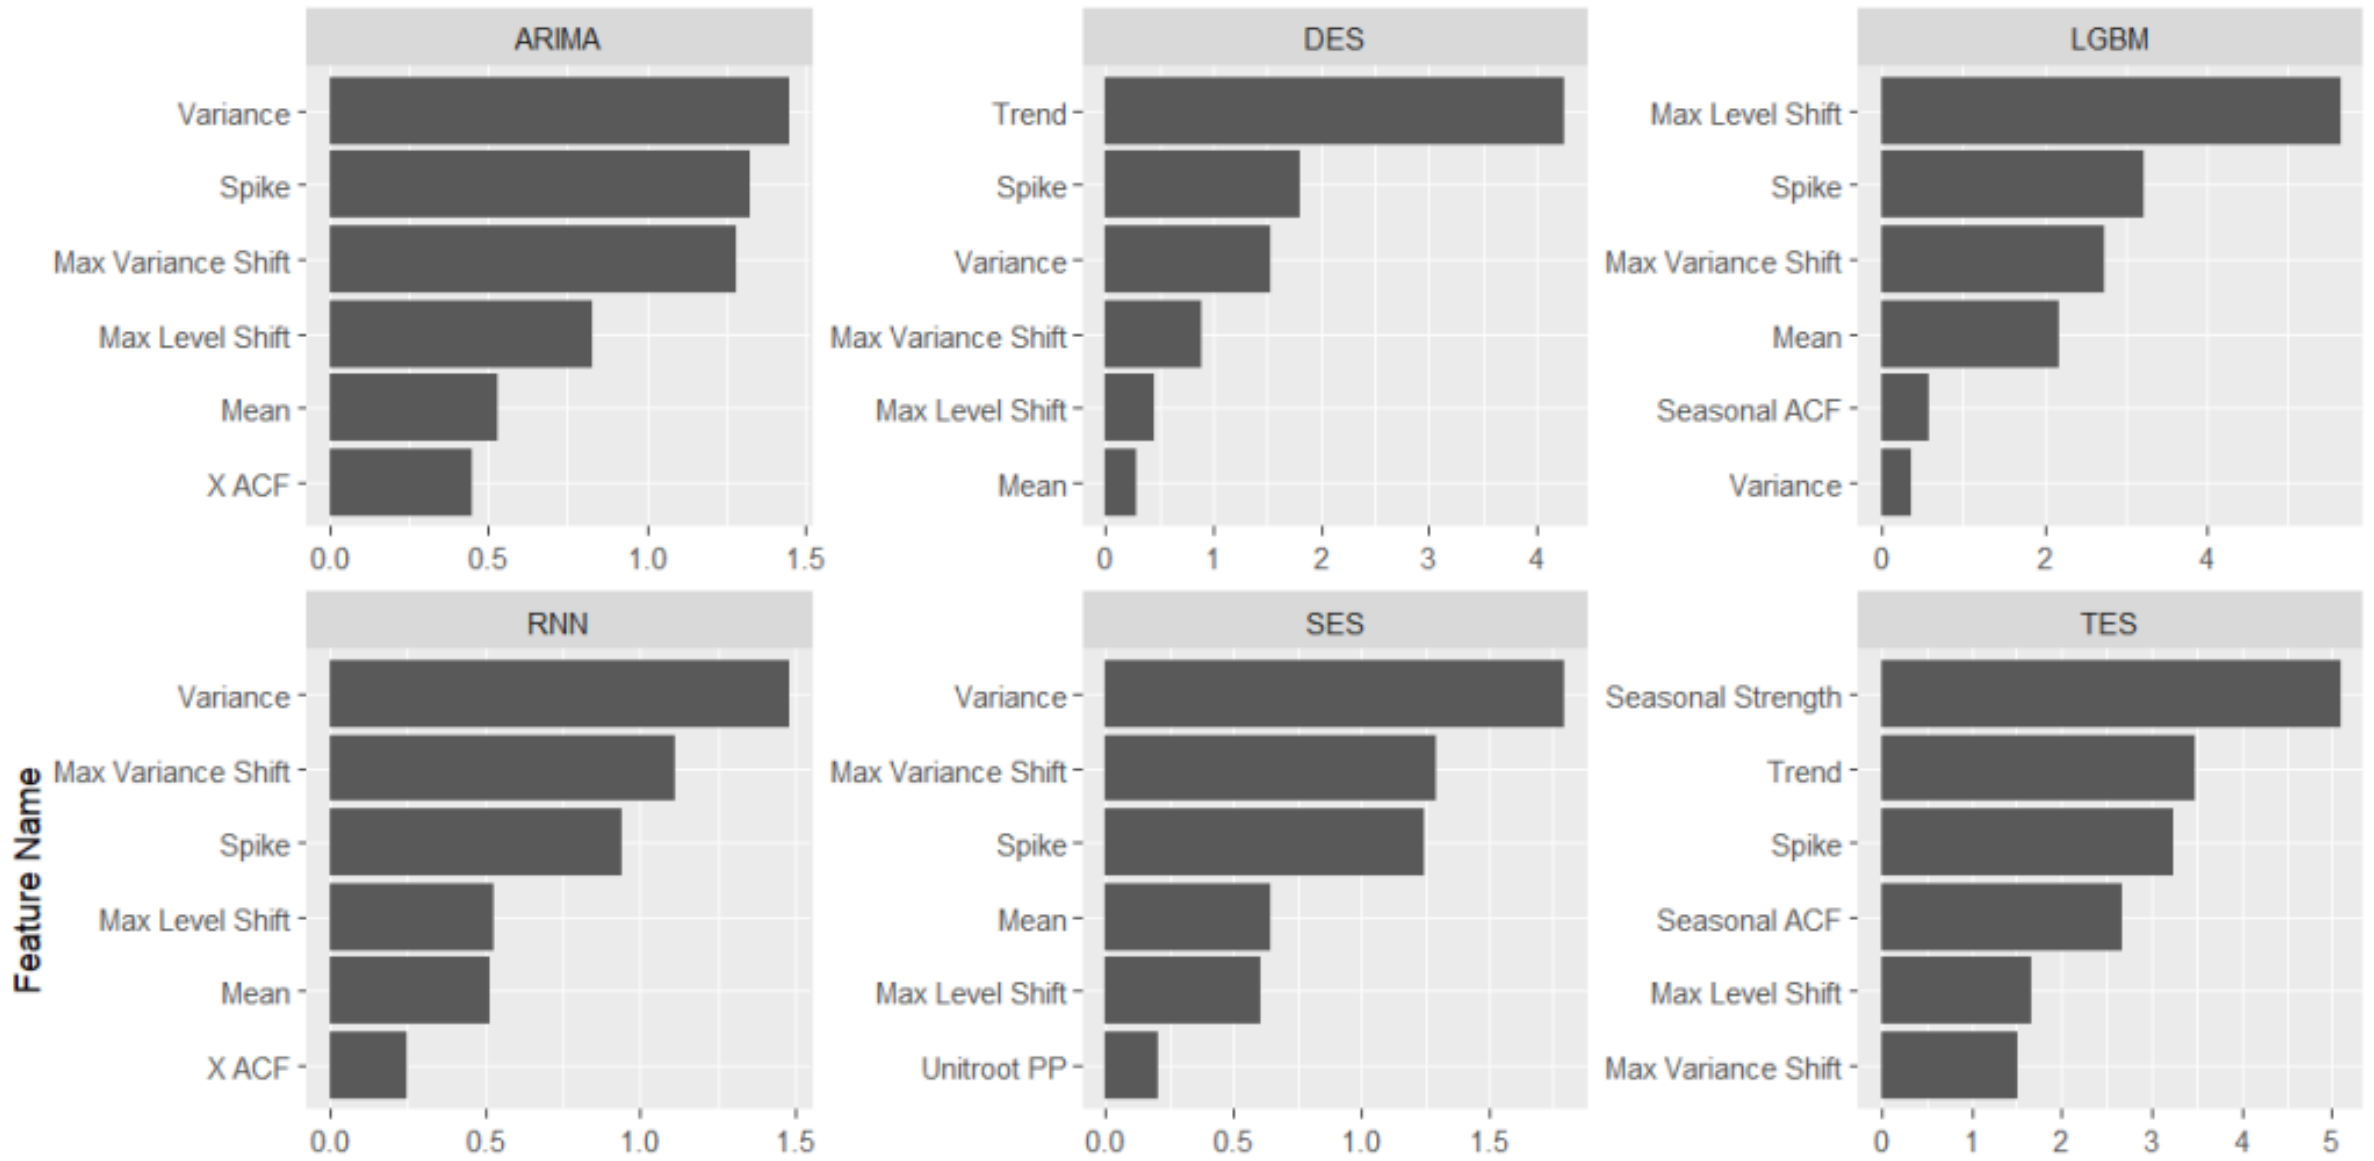 ARIMA
Variance
Spike
Max Variance Shift
Max Level Shift
Mean
X ACF
0.0 0.5 1.0 1.5
DES
Trend
Spike
Variance
Max Variance Shift
Max Level Shift
Mean
0 1 2 3 4
LGBM
Max Level Shift
Spike
Max Variance Shift
Mean
Seasonal ACF
Variance
0 2 4
Feature Name
RNN
Variance
Max Variance Shift
Spike
Max Level Shift
Mean
X ACF
0.0 0.5 1.0 1.5
SES
Variance
Max Variance Shift
Spike
Mean
Max Level Shift
Unitroot PP
0.0 0.5 1.0 1.5
TES
Seasonal Strength
Trend
Spike
Seasonal ACF
Max Level Shift
Max Variance Shift
0 1 2 3 4 5